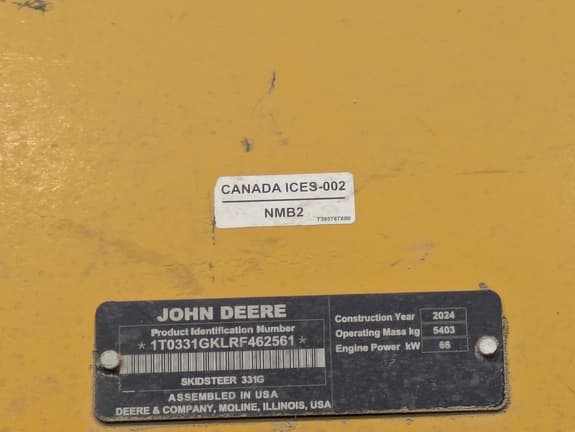 CANADA ICES-002
NMB2
T395787X00
JOHN DEERE
Product Identification Number
*1T0331GKLRF462561*
SKIDSTEER 331G
ASSEMBLED IN USA
DEERE & COMPANY, MOLINE, ILLINOIS, USA
Construction Year 2024
Operating Mass kg 5403
Engine Power kW 66